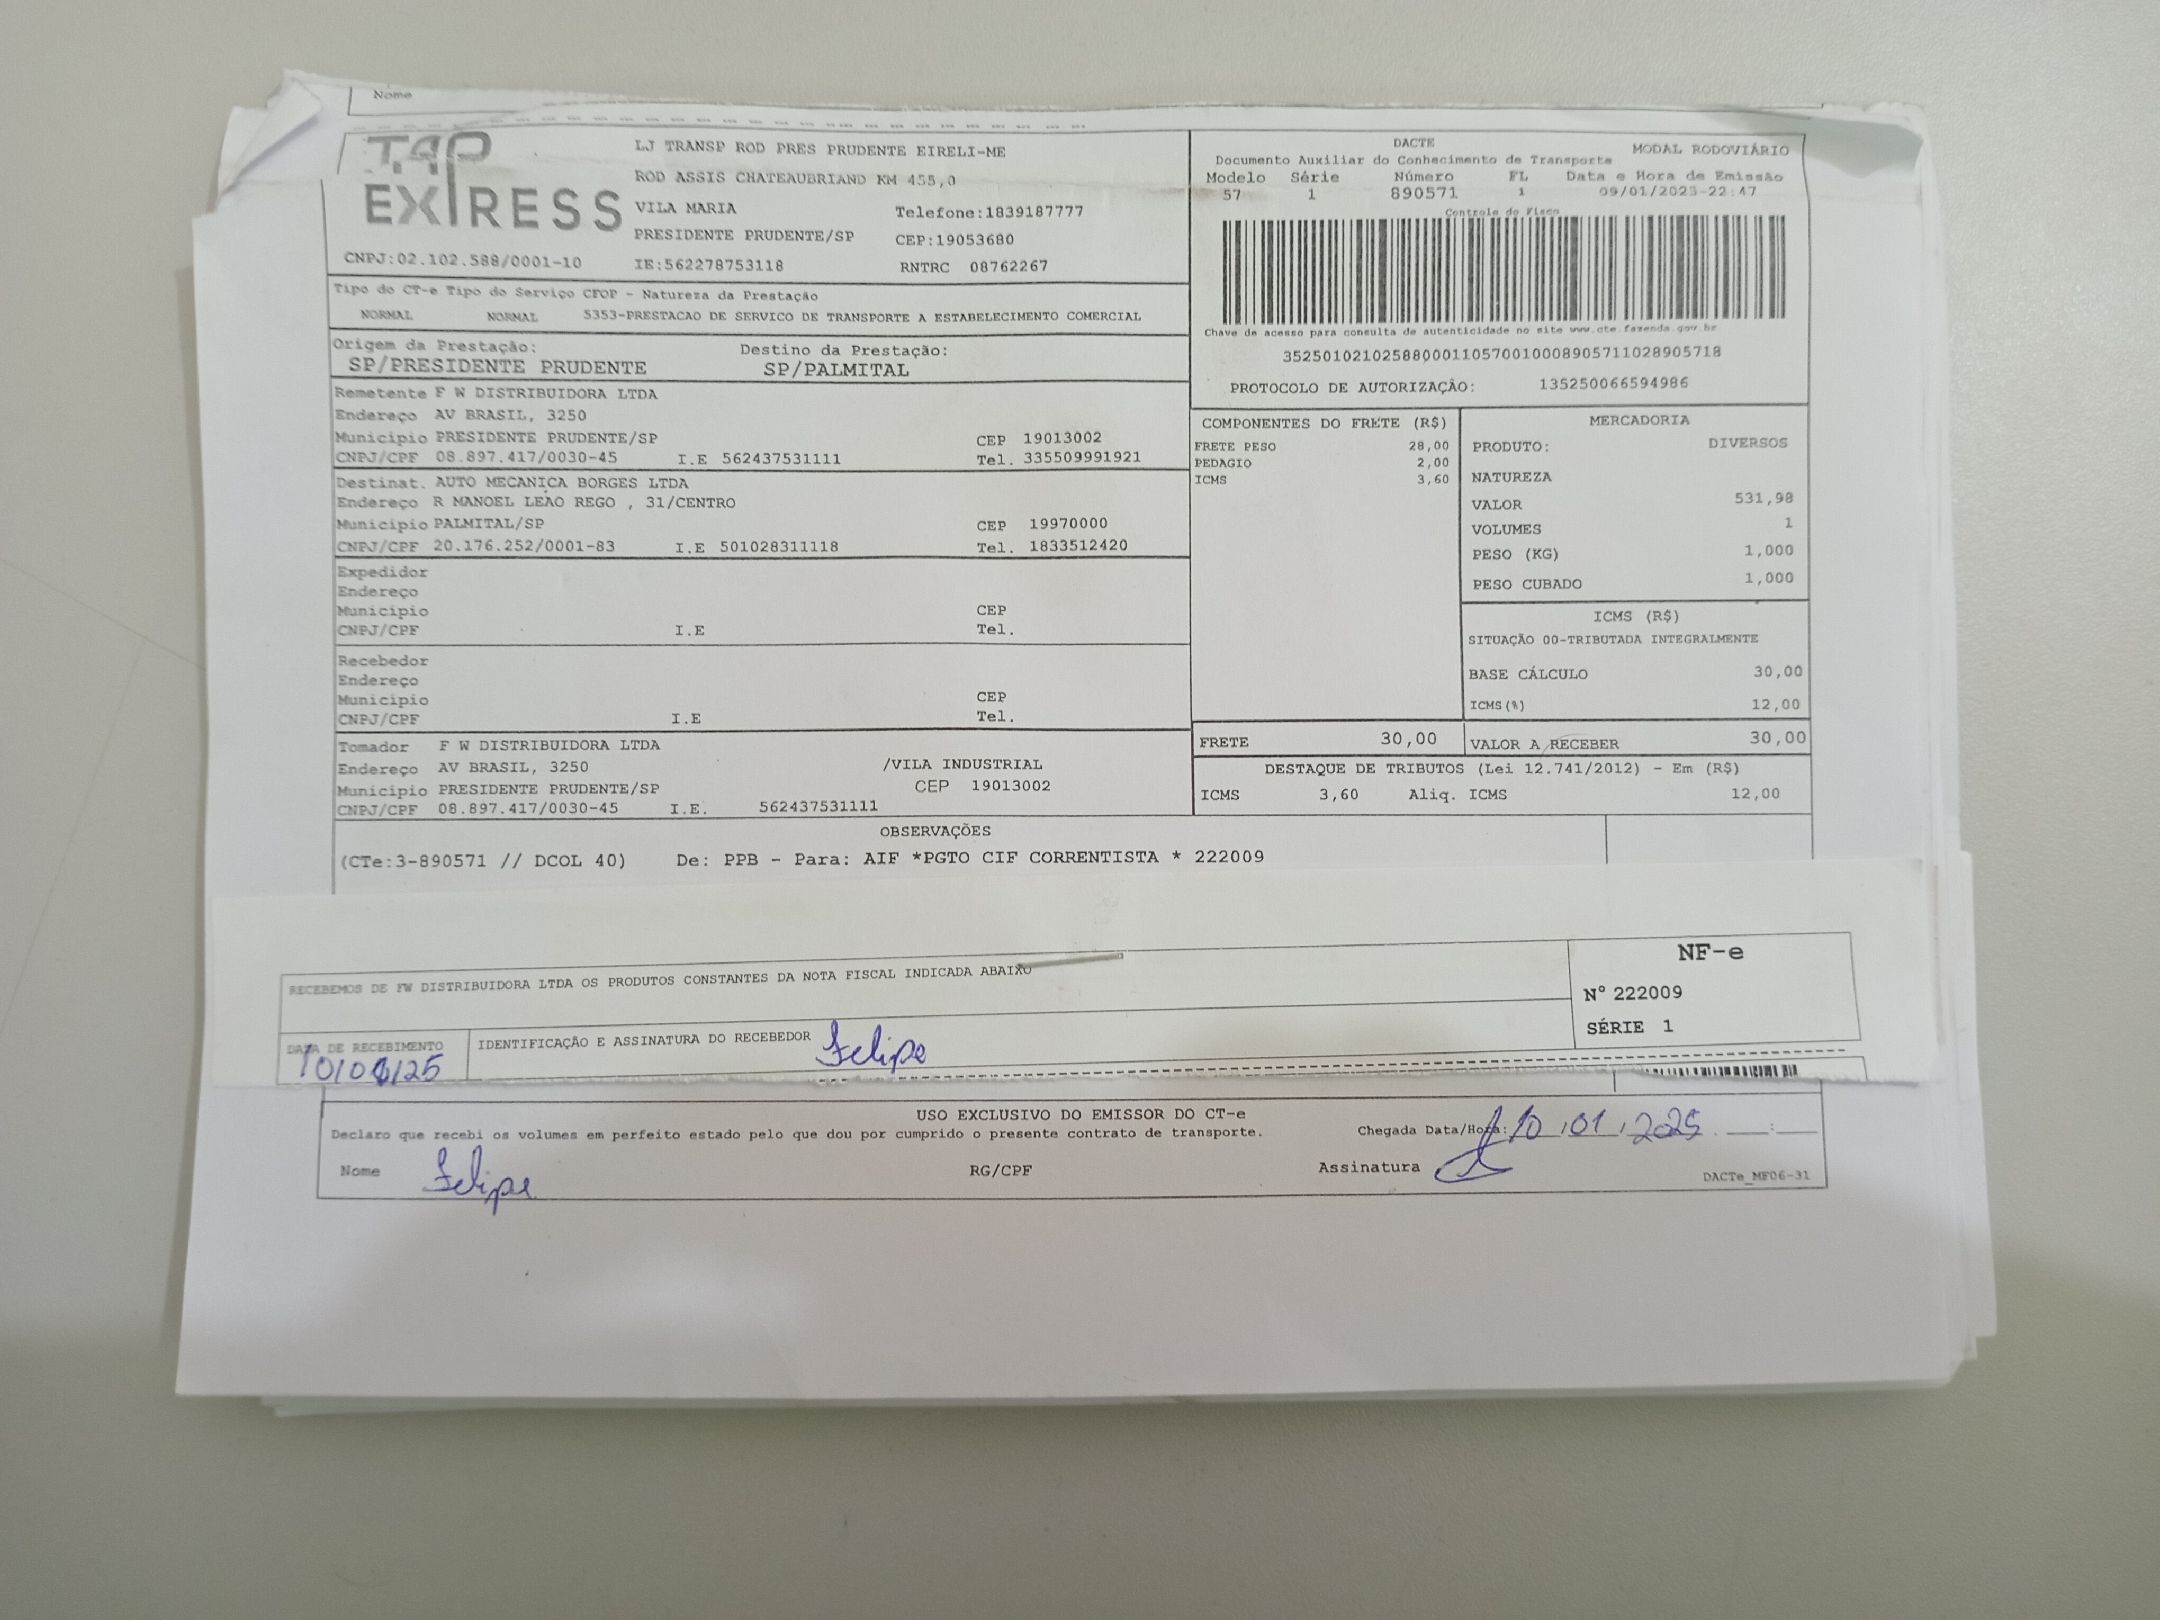 Nome
TAP
EXPRESS
LJ TRANSP ROD PRES PRUDENTE EIRELI-ME
ROD ASSIS CHATEAUBRIAND KM 455,0
VILA MARIA Telefone:1839187777
PRESIDENTE PRUDENTE/SP CEP:19053680
CNPJ:02.102.588/0001-10 IE:562278753118 RNTRC 08762267
DACTE
Documento Auxiliar do Conhecimento de Transporte MODAL RODOVIÁRIO
Modelo Série Número FL Data e Hora de Emissão
57 1 890571 1 09/01/2025-22:47
Controle do Fisco
Chave de acesso para consulta de autenticidade no site www.cte.fazenda.gov.br
35250102102588000110570010008905711028905718
PROTOCOLO DE AUTORIZAÇÃO: 135250066594986
Tipo do CT-e Tipo do Serviço CFOP - Natureza da Prestação
NORMAL NORMAL 5353-PRESTACAO DE SERVICO DE TRANSPORTE A ESTABELECIMENTO COMERCIAL
Origem da Prestação: Destino da Prestação:
SP/PRESIDENTE PRUDENTE SP/PALMITAL
Remetente F W DISTRIBUIDORA LTDA
Endereço AV BRASIL, 3250
Município PRESIDENTE PRUDENTE/SP CEP 19013002
CNPJ/CPF 08.897.417/0030-45 I.E 562437531111 Tel. 335509991921
Destinat. AUTO MECANICA BORGES LTDA
Endereço R MANOEL LEAO REGO , 31/CENTRO
Município PALMITAL/SP CEP 19970000
CNPJ/CPF 20.176.252/0001-83 I.E 501028311118 Tel. 1833512420
Expedidor
Endereço
Município CEP
CNPJ/CPF I.E Tel.
Recebedor
Endereço
Município CEP
CNPJ/CPF I.E Tel.
Tomador F W DISTRIBUIDORA LTDA
Endereço AV BRASIL, 3250 /VILA INDUSTRIAL
Município PRESIDENTE PRUDENTE/SP CEP 19013002
CNPJ/CPF 08.897.417/0030-45 I.E. 562437531111
COMPONENTES DO FRETE (R$)
FRETE PESO 28,00
PEDAGIO 2,00
ICMS 3,60
MERCADORIA
PRODUTO: DIVERSOS
NATUREZA
VALOR 531,98
VOLUMES 1
PESO (KG) 1,000
PESO CUBADO 1,000
ICMS (R$)
SITUAÇÃO 00-TRIBUTADA INTEGRALMENTE
BASE CÁLCULO 30,00
ICMS(%) 12,00
FRETE 30,00 VALOR A RECEBER 30,00
DESTAQUE DE TRIBUTOS (Lei 12.741/2012) - Em (R$)
ICMS 3,60 Aliq. ICMS 12,00
OBSERVAÇÕES
(CTe:3-890571 // DCOL 40) De: PPB - Para: AIF *PGTO CIF CORRENTISTA * 222009
RECEBEMOS DE FW DISTRIBUIDORA LTDA OS PRODUTOS CONSTANTES DA NOTA FISCAL INDICADA ABAIXO
NF-e
Nº 222009
SÉRIE 1
DATA DE RECEBIMENTO IDENTIFICAÇÃO E ASSINATURA DO RECEBEDOR Felipe
10/01/25
USO EXCLUSIVO DO EMISSOR DO CT-e
Declaro que recebi os volumes em perfeito estado pelo que dou por cumprido o presente contrato de transporte. Chegada Data/Hora: 10/01/2025 __:__
Nome Felipe RG/CPF Assinatura
DACTe_MF06-31